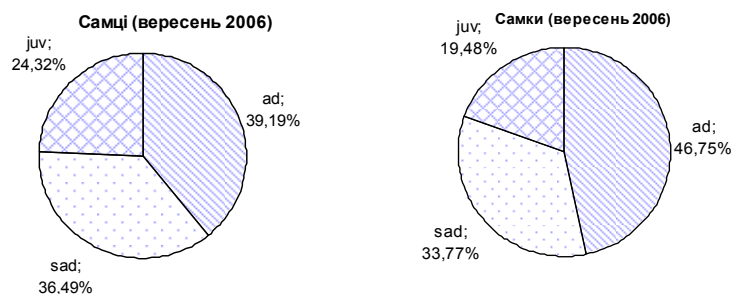 Самці (вересень 2006)
juv;
24,32%
ad;
39,19%
sad;
36,49%
Самки (вересень 2006)
juv;
19,48%
ad;
46,75%
sad;
33,77%